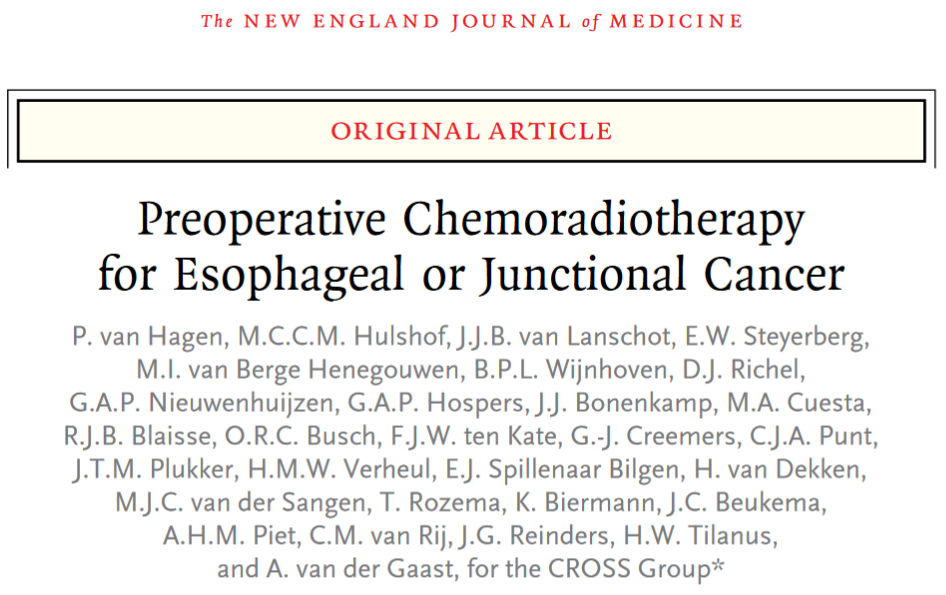 The NEW ENGLAND JOURNAL of MEDICINE
ORIGINAL ARTICLE
Preoperative Chemoradiotherapy
for Esophageal or Junctional Cancer
P. van Hagen, M.C.C.M. Hulshof, J.J.B. van Lanschot, E.W. Steyerberg,
M.I. van Berge Henegouwen, B.P.L. Wijnhoven, D.J. Richel,
G.A.P. Nieuwenhuijzen, G.A.P. Hospers, J.J. Bonenkamp, M.A. Cuesta,
R.J.B. Blaisse, O.R.C. Busch, F.J.W. ten Kate, G.-J. Creemers, C.J.A. Punt,
J.T.M. Plukker, H.M.W. Verheul, E.J. Spillenaar Bilgen, H. van Dekken,
M.J.C. van der Sangen, T. Rozema, K. Biermann, J.C. Beukema,
A.H.M. Piet, C.M. van Rij, J.G. Reinders, H.W. Tilanus,
and A. van der Gaast, for the CROSS Group*